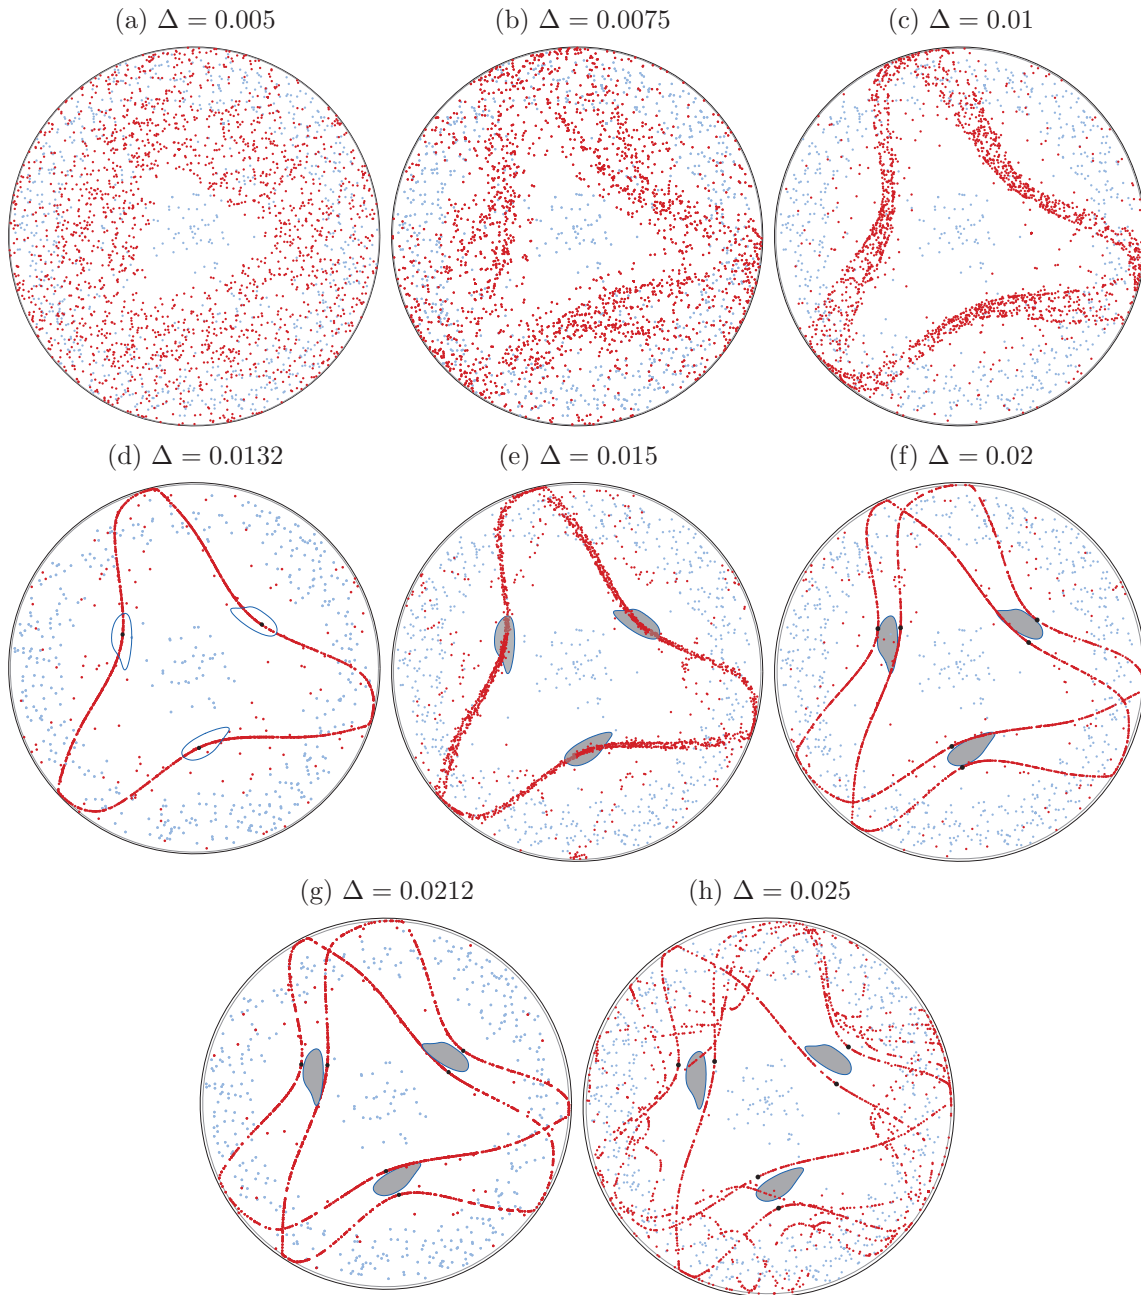 (a) Δ = 0.005
(b) Δ = 0.0075
(c) Δ = 0.01
(d) Δ = 0.0132
(e) Δ = 0.015
(f) Δ = 0.02
(g) Δ = 0.0212
(h) Δ = 0.025